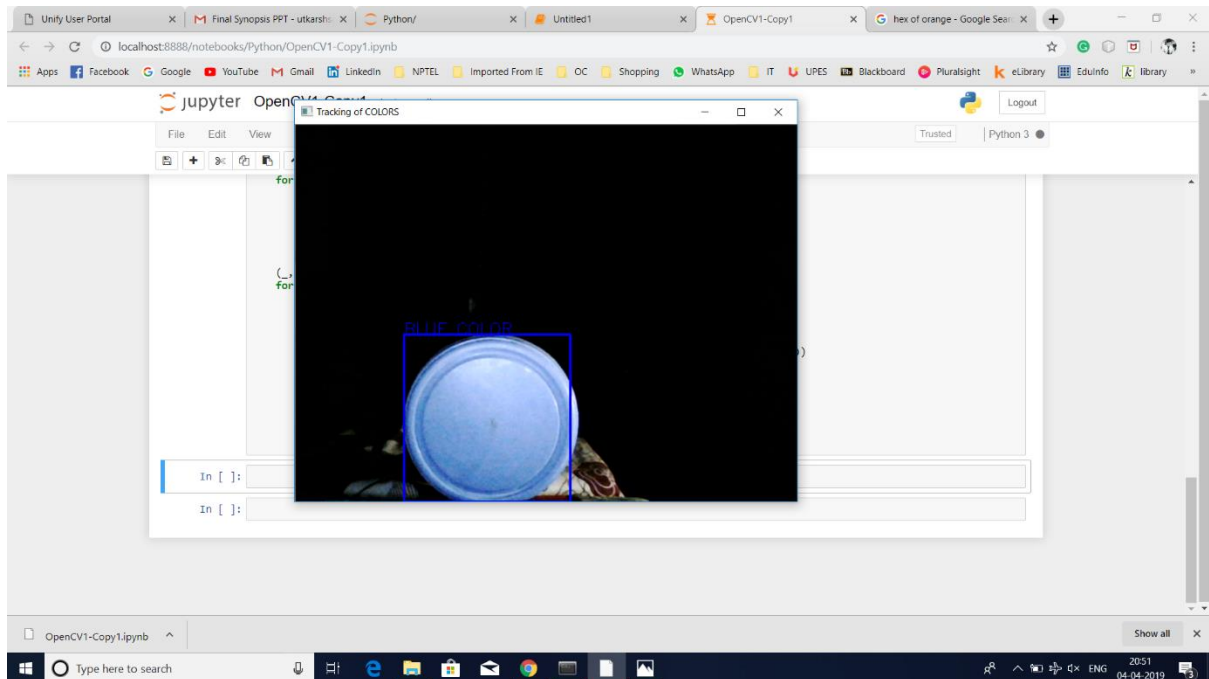 Unify User Portal
Final Synopsis PPT - utkarshs
Python/
Untitled1
OpenCV1-Copy1
hex of orange - Google Sear
localhost:8888/notebooks/Python/OpenCV1-Copy1.ipynb
Apps Facebook Google YouTube Gmail LinkedIn NPTEL Imported From IE OC Shopping WhatsApp IT UPES Blackboard Pluralsight eLibrary EduInfo library »
jupyter OpenCV1-Copy1 Logout
Tracking of COLORS
File Edit View Trusted Python 3
for
(_,
for
BLUE COLOR
))
In [ ]:
In [ ]:
OpenCV1-Copy1.ipynb Show all
Type here to search ENG 20:51
04-04-2019 3